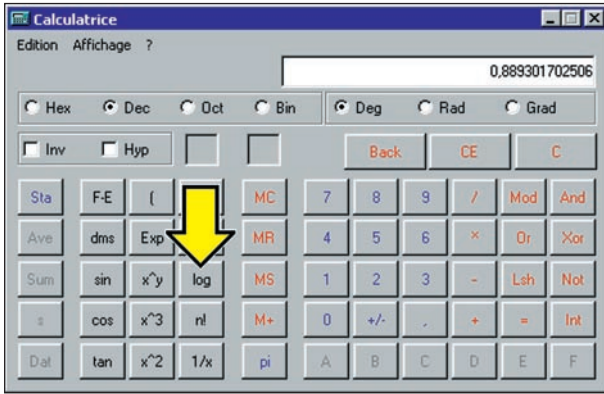 Calculatrice
Edition Affichage ?
0,889301702506
Hex Dec Oct Bin Deg Rad Grad
Inv Hyp Back CE C
Sta F-E ( MC 7 8 9 / Mod And
Ave dms Exp MR 4 5 6 * Or Xor
Sum sin x^y log MS 1 2 3 - Lsh Not
s cos x^3 n! M+ 0 +/- , + = Int
Dat tan x^2 1/x pi A B C D E F